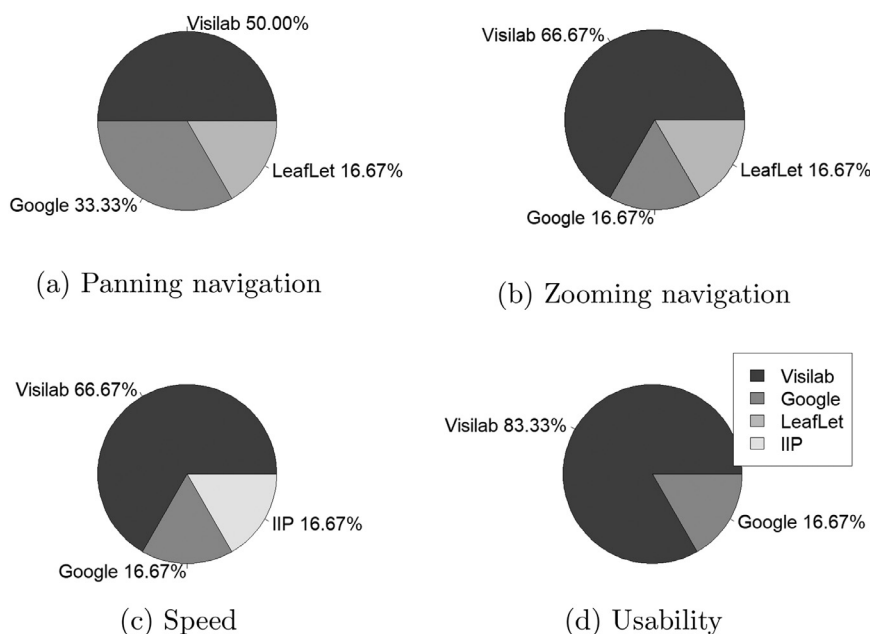 Visilab 50.00%
LeafLet 16.67%
Google 33.33%
(a) Panning navigation
Visilab 66.67%
LeafLet 16.67%
Google 16.67%
(b) Zooming navigation
Visilab 66.67%
IIP 16.67%
Google 16.67%
(c) Speed
Visilab
Google
LeafLet
IIP
Visilab 83.33%
Google 16.67%
(d) Usability